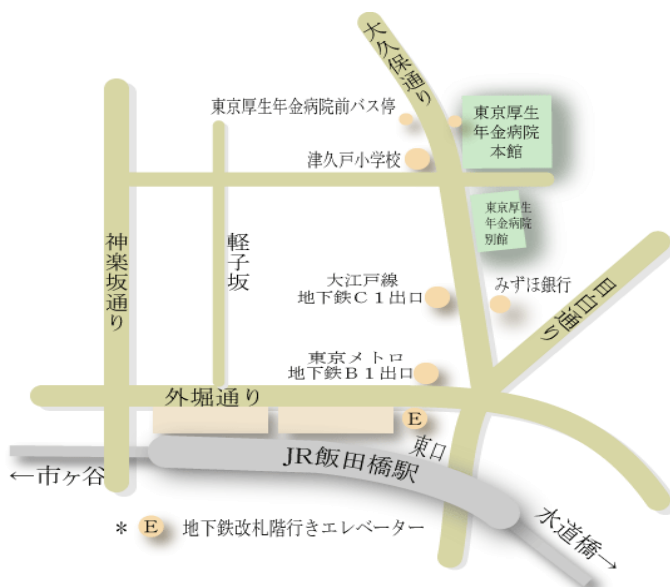 大久保通り
東京厚生年金病院前バス停
東京厚生
年金病院
本館
津久戸小学校
東京厚生
年金病院
別館
神楽坂通り
軽子坂
大江戸線
地下鉄C1出口
みずほ銀行
目白通り
東京メトロ
地下鉄B1出口
外堀通り
E
東口
JR飯田橋駅
←市ヶ谷
水道橋→
* E 地下鉄改札階行きエレベーター